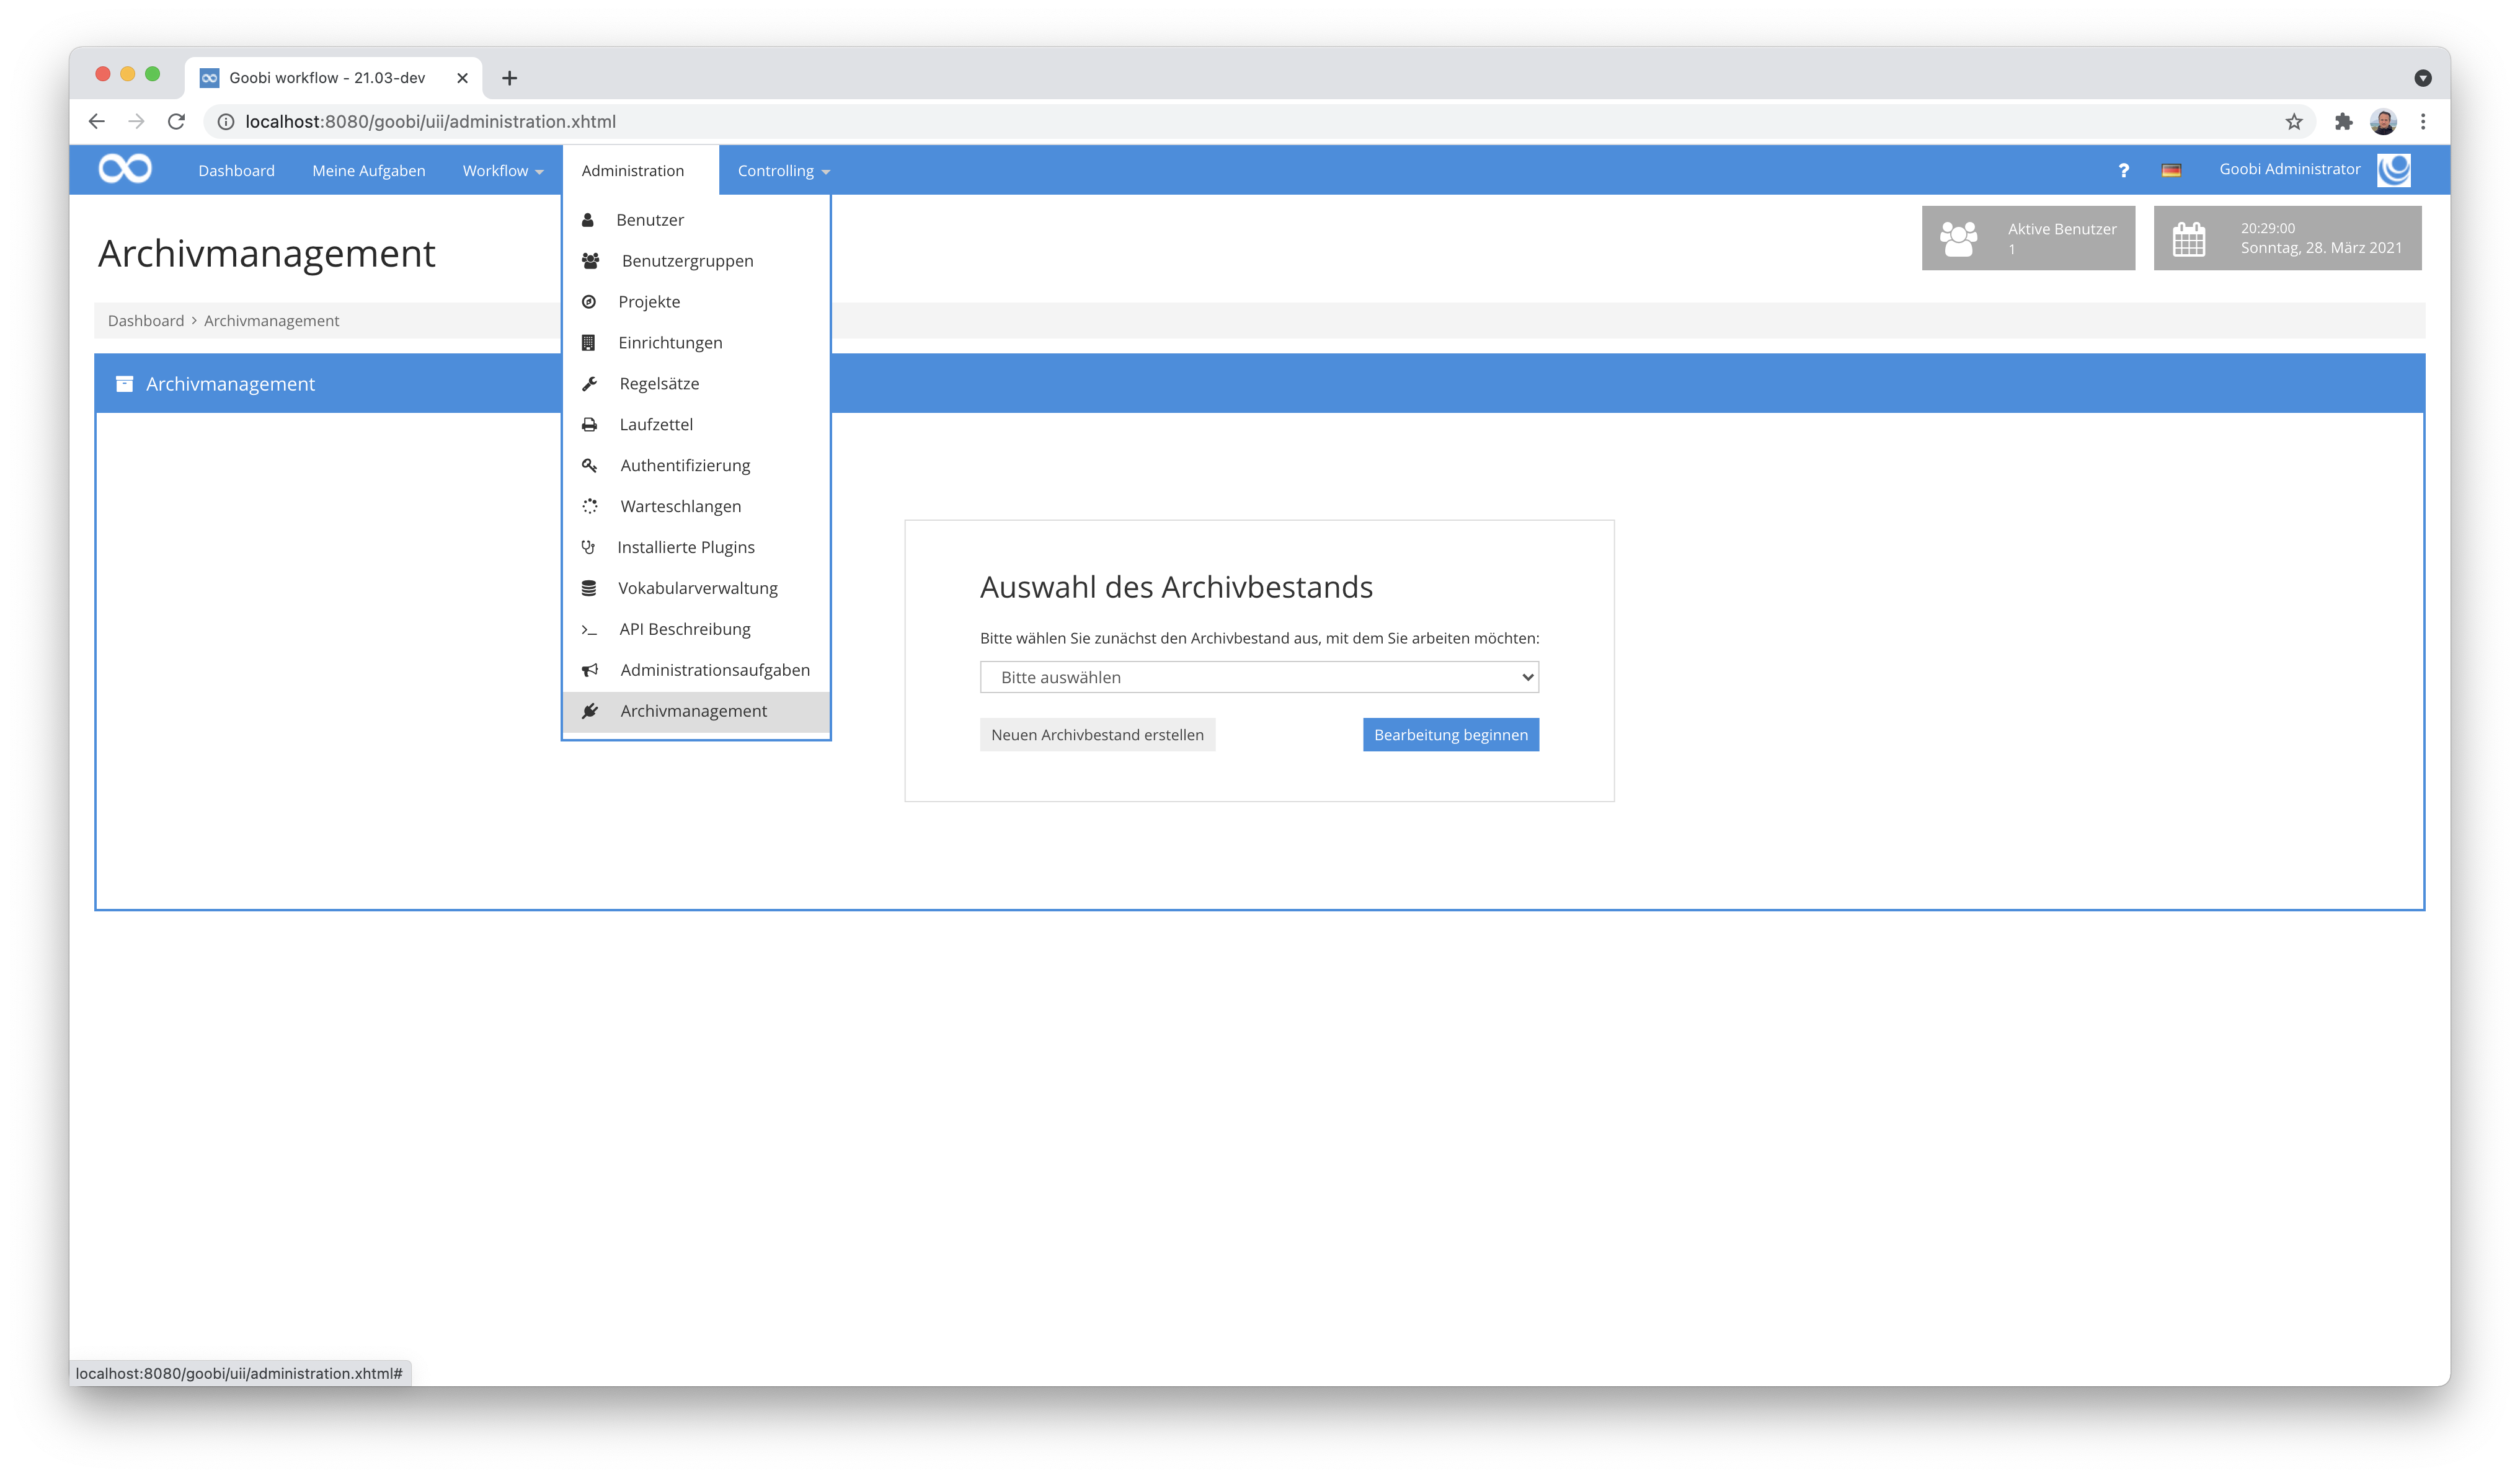 Goobi workflow - 21.03-dev
localhost:8080/goobi/uii/administration.xhtml
Dashboard Meine Aufgaben Workflow Administration Controlling ? Goobi Administrator
Archivmanagement
Aktive Benutzer
1
20:29:00
Sonntag, 28. März 2021
Dashboard > Archivmanagement
Archivmanagement
Benutzer
Benutzergruppen
Projekte
Einrichtungen
Regelsätze
Laufzettel
Authentifizierung
Warteschlangen
Installierte Plugins
Vokabularverwaltung
API Beschreibung
Administrationsaufgaben
Archivmanagement
Auswahl des Archivbestands
Bitte wählen Sie zunächst den Archivbestand aus, mit dem Sie arbeiten möchten:
Bitte auswählen
Neuen Archivbestand erstellen Bearbeitung beginnen
localhost:8080/goobi/uii/administration.xhtml#